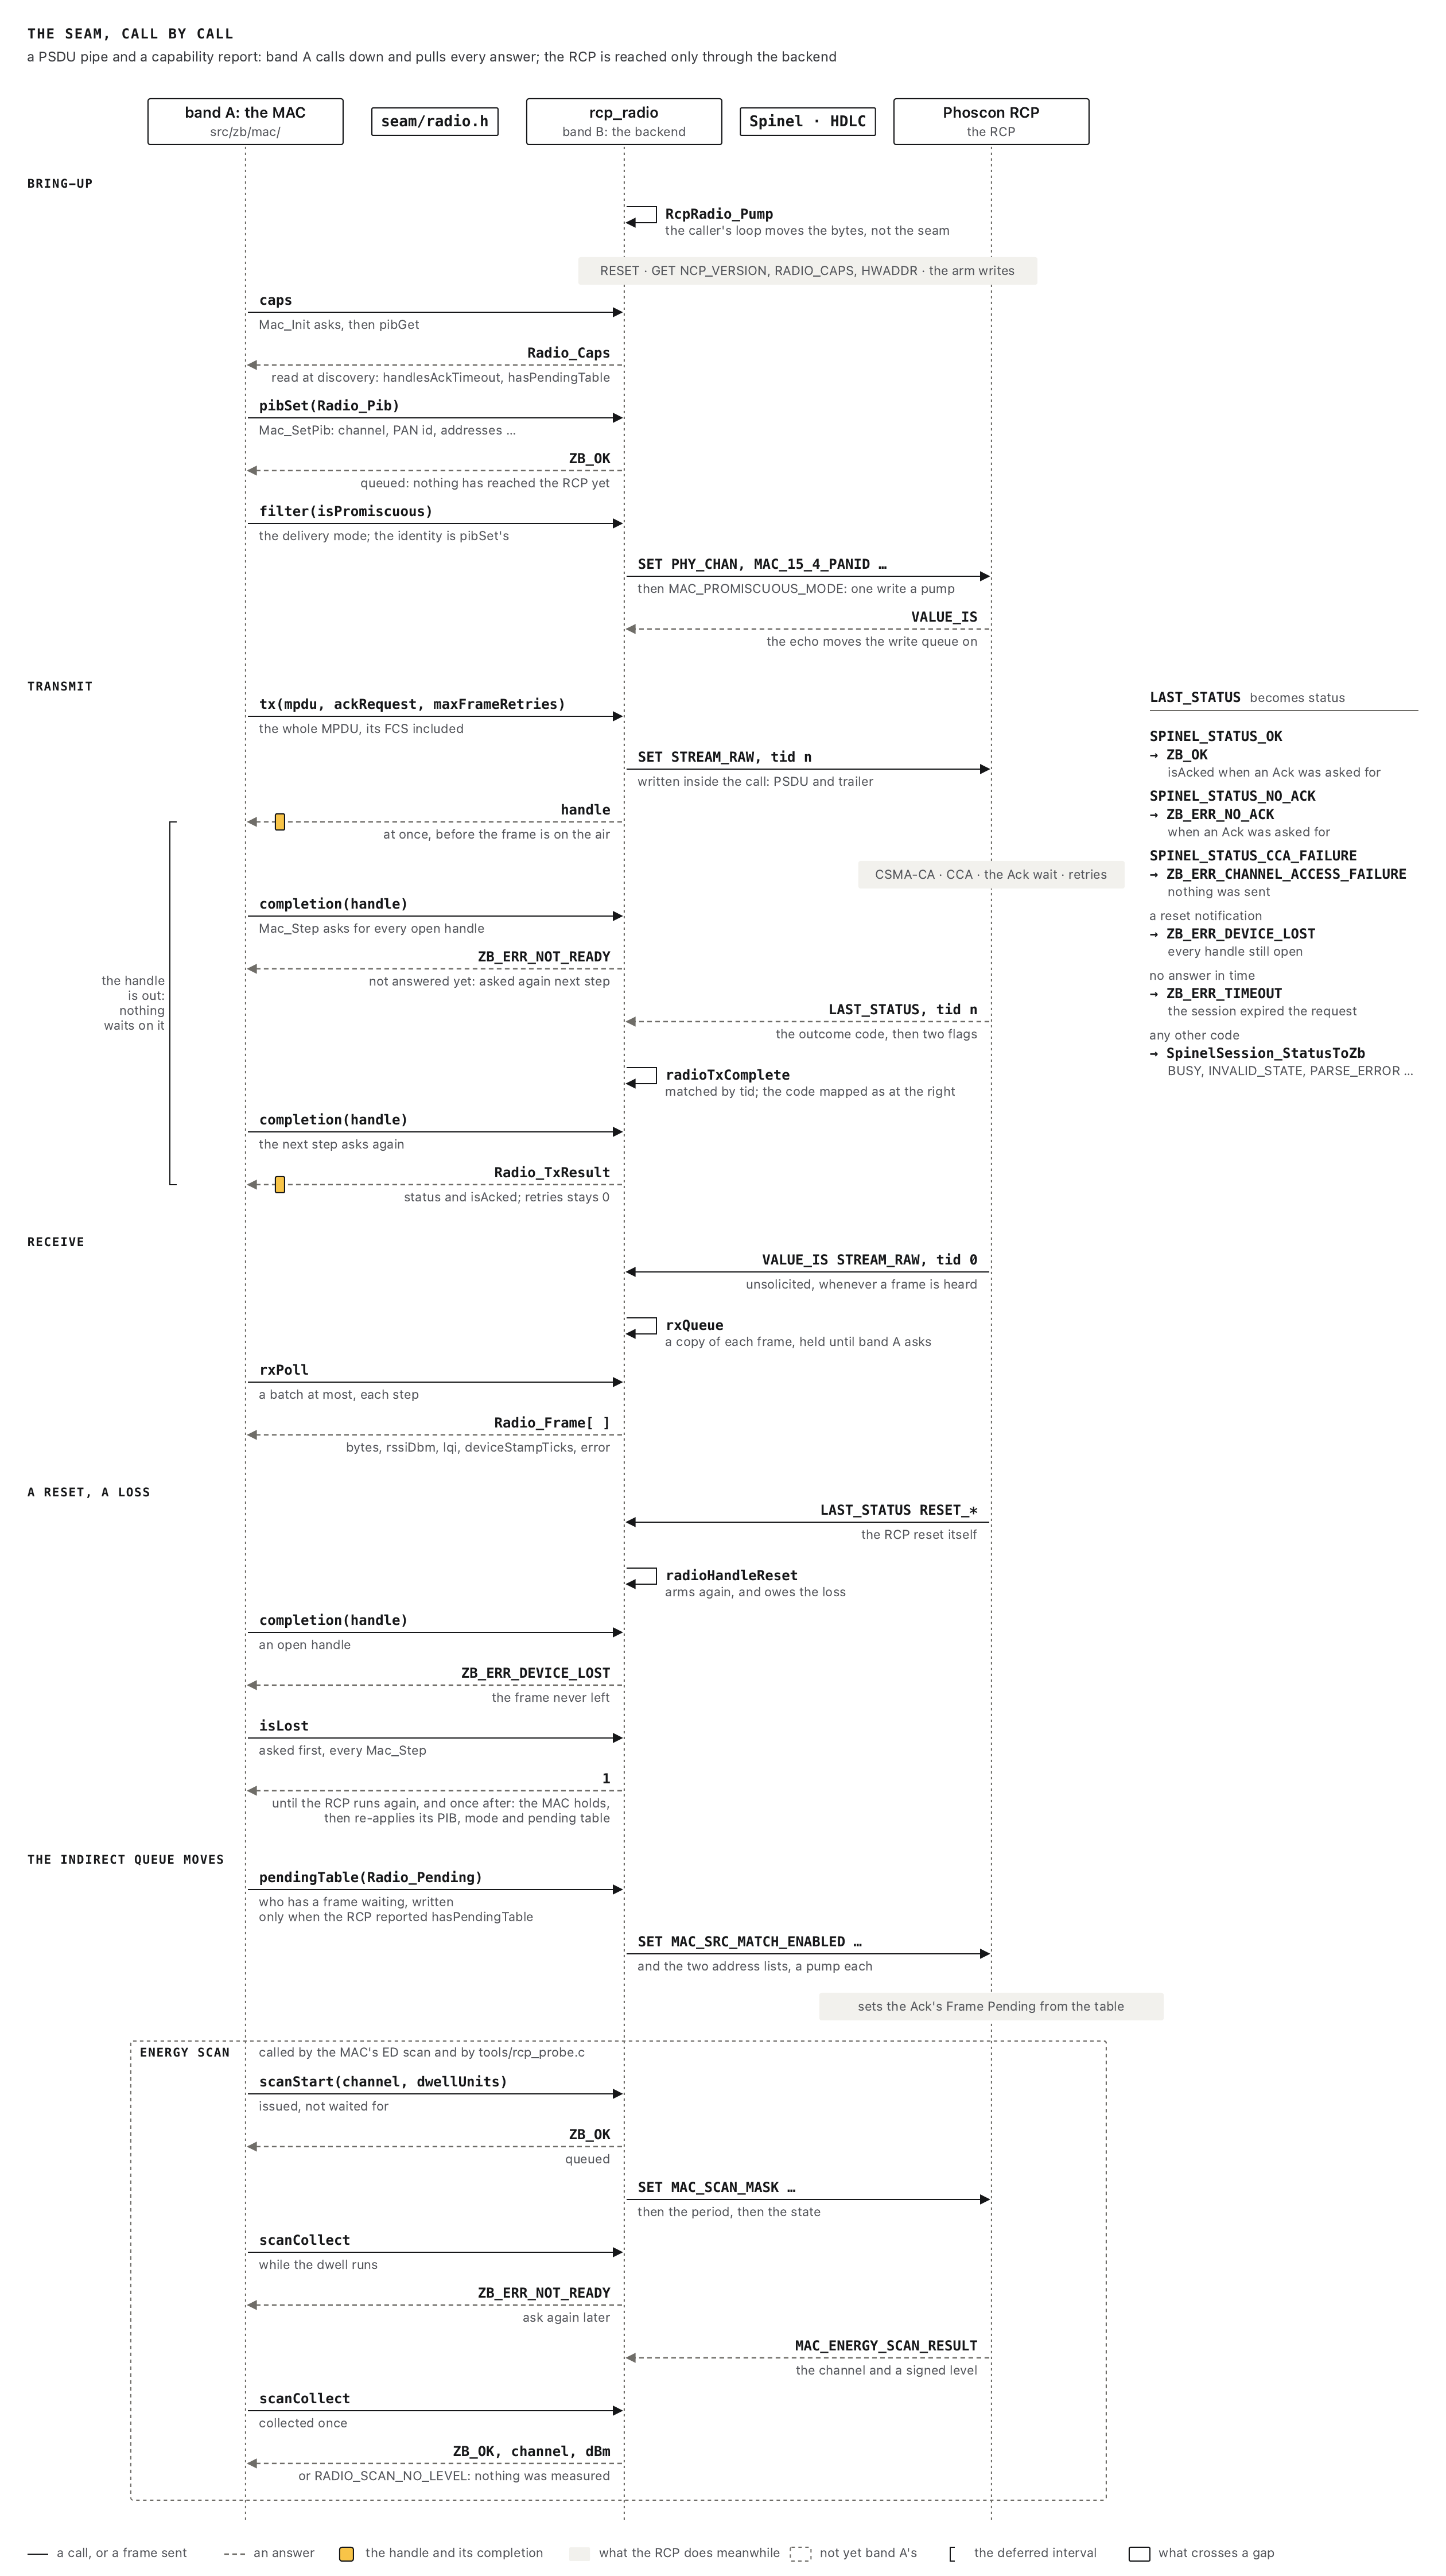 THE SEAM, CALL BY CALL
a PSDU pipe and a capability report: band A calls down and pulls every answer; the RCP is reached only through the backend
band A: the MAC
src/zb/mac/
seam/radio.h
rcp_radio
band B: the backend
Spinel · HDLC
Phoscon RCP
the RCP
BRING-UP
RcpRadio_Pump
the caller's loop moves the bytes, not the seam
RESET · GET NCP_VERSION, RADIO_CAPS, HWADDR · the arm writes
caps
Mac_Init asks, then pibGet
Radio_Caps
read at discovery: handlesAckTimeout, hasPendingTable
pibSet(Radio_Pib)
Mac_SetPib: channel, PAN id, addresses …
ZB_OK
queued: nothing has reached the RCP yet
filter(isPromiscuous)
the delivery mode; the identity is pibSet's
SET PHY_CHAN, MAC_15_4_PANID …
then MAC_PROMISCUOUS_MODE: one write a pump
VALUE_IS
the echo moves the write queue on
TRANSMIT
tx(mpdu, ackRequest, maxFrameRetries)
the whole MPDU, its FCS included
SET STREAM_RAW, tid n
written inside the call: PSDU and trailer
handle
at once, before the frame is on the air
CSMA-CA · CCA · the Ack wait · retries
completion(handle)
Mac_Step asks for every open handle
ZB_ERR_NOT_READY
not answered yet: asked again next step
the handle
is out:
nothing
waits on it
LAST_STATUS, tid n
the outcome code, then two flags
radioTxComplete
matched by tid; the code mapped as at the right
completion(handle)
the next step asks again
Radio_TxResult
status and isAcked; retries stays 0
LAST_STATUS becomes status
SPINEL_STATUS_OK
→ ZB_OK
isAcked when an Ack was asked for
SPINEL_STATUS_NO_ACK
→ ZB_ERR_NO_ACK
when an Ack was asked for
SPINEL_STATUS_CCA_FAILURE
→ ZB_ERR_CHANNEL_ACCESS_FAILURE
nothing was sent
a reset notification
→ ZB_ERR_DEVICE_LOST
every handle still open
no answer in time
→ ZB_ERR_TIMEOUT
the session expired the request
any other code
→ SpinelSession_StatusToZb
BUSY, INVALID_STATE, PARSE_ERROR …
RECEIVE
VALUE_IS STREAM_RAW, tid 0
unsolicited, whenever a frame is heard
rxQueue
a copy of each frame, held until band A asks
rxPoll
a batch at most, each step
Radio_Frame[ ]
bytes, rssiDbm, lqi, deviceStampTicks, error
A RESET, A LOSS
LAST_STATUS RESET_*
the RCP reset itself
radioHandleReset
arms again, and owes the loss
completion(handle)
an open handle
ZB_ERR_DEVICE_LOST
the frame never left
isLost
asked first, every Mac_Step
1
until the RCP runs again, and once after: the MAC holds,
then re-applies its PIB, mode and pending table
THE INDIRECT QUEUE MOVES
pendingTable(Radio_Pending)
who has a frame waiting, written
only when the RCP reported hasPendingTable
SET MAC_SRC_MATCH_ENABLED …
and the two address lists, a pump each
sets the Ack's Frame Pending from the table
ENERGY SCAN called by the MAC's ED scan and by tools/rcp_probe.c
scanStart(channel, dwellUnits)
issued, not waited for
ZB_OK
queued
SET MAC_SCAN_MASK …
then the period, then the state
scanCollect
while the dwell runs
ZB_ERR_NOT_READY
ask again later
MAC_ENERGY_SCAN_RESULT
the channel and a signed level
scanCollect
collected once
ZB_OK, channel, dBm
or RADIO_SCAN_NO_LEVEL: nothing was measured
a call, or a frame sent
an answer
the handle and its completion
what the RCP does meanwhile
not yet band A's
the deferred interval
what crosses a gap